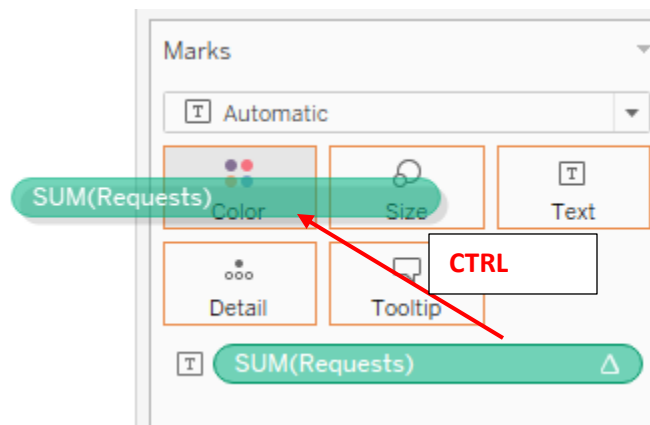 Marks
Automatic
SUM(Requests)
Color
Size
Text
CTRL
Detail
Tooltip
SUM(Requests)